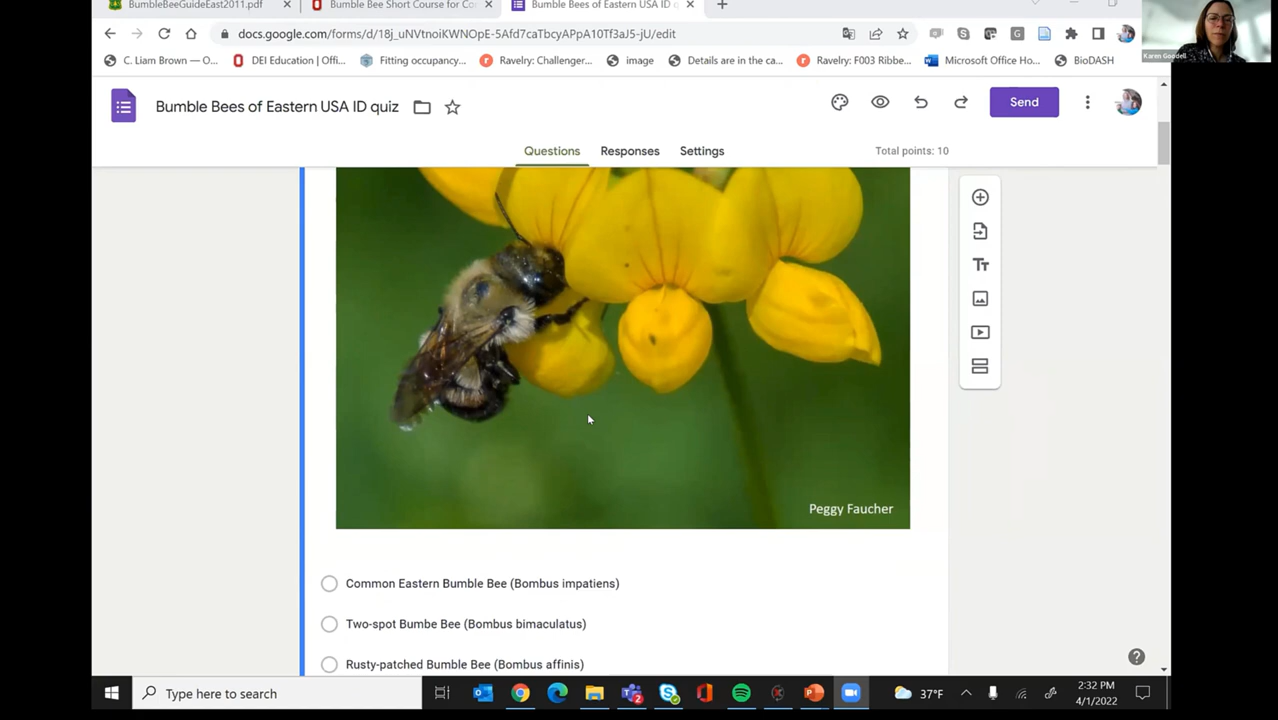 BumbleBeeGuideEast2011.pdf
Bumble Bee Short Course for Co
Bumble Bees of Eastern USA ID q
docs.google.com/forms/d/18j_uNVtnoiKWNOpE-5Afd7caTbcyAPpA10Tf3aJ5-jU/edit
C. Liam Brown — O...
DEI Education | Offi...
Fitting occupancy...
Ravelry: Challenger...
image
Details are in the ca...
Ravelry: F003 Ribbe...
Microsoft Office Ho...
BioDASH
Karen Goodell
Bumble Bees of Eastern USA ID quiz
Send
Questions
Responses
Settings
Total points: 10
Peggy Faucher
Common Eastern Bumble Bee (Bombus impatiens)
Two-spot Bumbe Bee (Bombus bimaculatus)
Rusty-patched Bumble Bee (Bombus affinis)
Type here to search
37°F
2:32 PM
4/1/2022